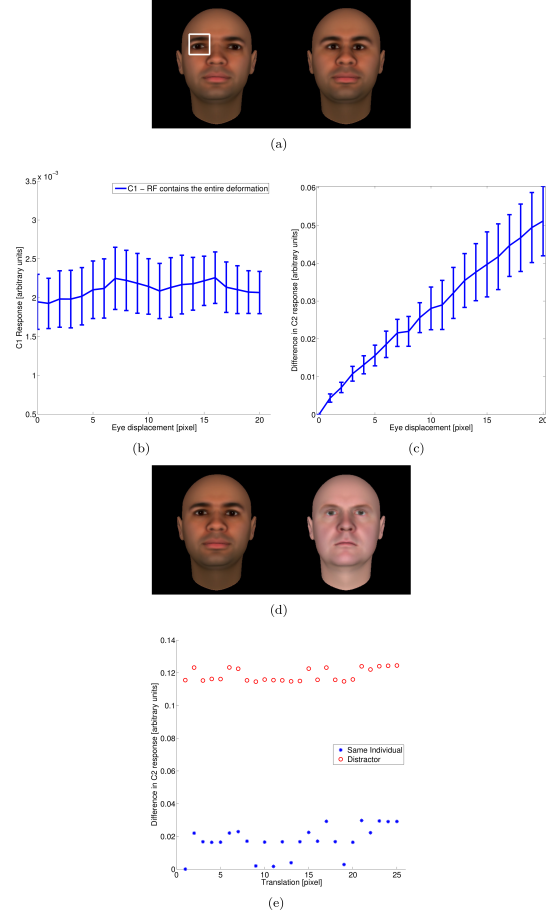 (a)
x 10⁻³
3.5
3
2.5
2
1.5
1
0.5
0
5
10
15
20
C1 Response [arbitrary units]
Eye displacement [pixel]
C1 − RF contains the entire deformation
(b)
0.06
0.05
0.04
0.03
0.02
0.01
0
0
5
10
15
20
Difference in C2 response [arbitrary units]
Eye displacement [pixel]
(c)
(d)
0.14
0.12
0.1
0.08
0.06
0.04
0.02
0
0
5
10
15
20
25
Difference in C2 response [arbitrary units]
Translation [pixel]
Same Individual
Distractor
(e)